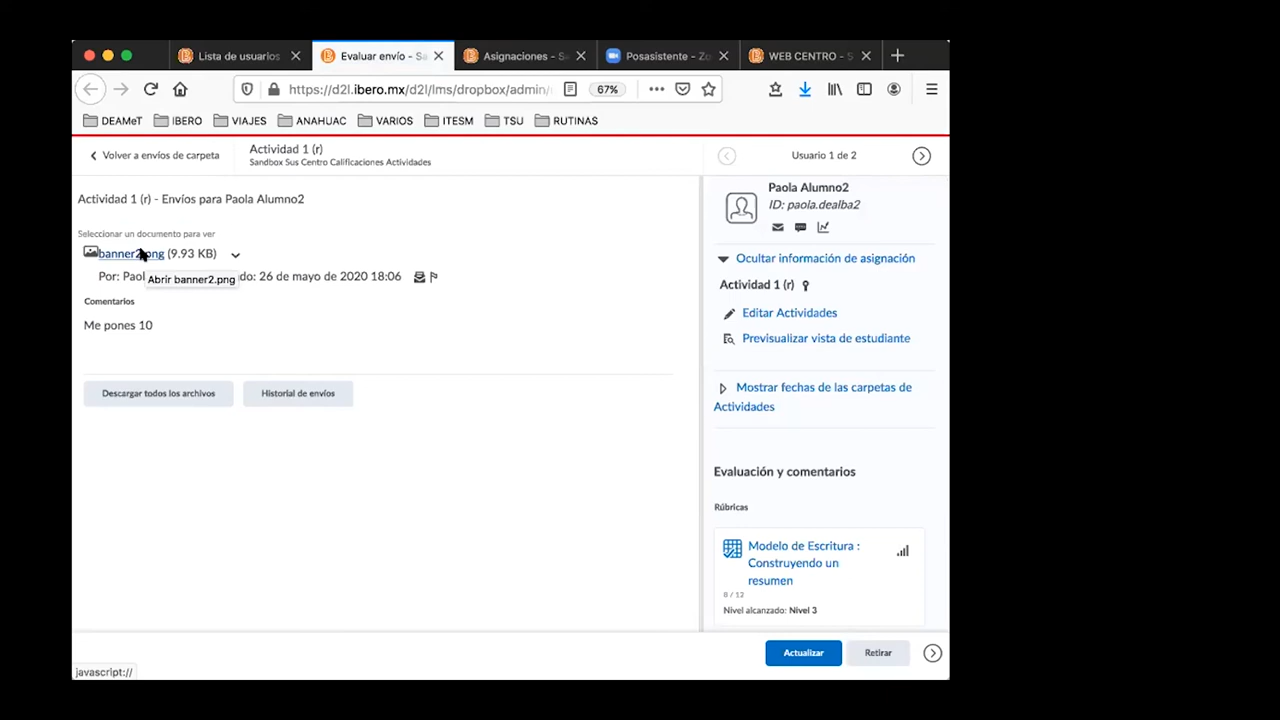 Lista de usuarios
Evaluar envío - Sa
Asignaciones - S
Posasistente - Zo
WEB CENTRO - S
https://d2l.ibero.mx/d2l/lms/dropbox/admin/
67%
DEAMeT
IBERO
VIAJES
ANAHUAC
VARIOS
ITESM
TSU
RUTINAS
Volver a envíos de carpeta
Actividad 1 (r)
Sandbox Sus Centro Calificaciones Actividades
Usuario 1 de 2
Actividad 1 (r) - Envíos para Paola Alumno2
Seleccionar un documento para ver
banner2.png (9.93 KB)
Por: Paol
do: 26 de mayo de 2020 18:06
Abrir banner2.png
Comentarios
Me pones 10
Descargar todos los archivos
Historial de envíos
Paola Alumno2
ID: paola.dealba2
Ocultar información de asignación
Actividad 1 (r)
Editar Actividades
Previsualizar vista de estudiante
Mostrar fechas de las carpetas de
Actividades
Evaluación y comentarios
Rúbricas
Modelo de Escritura :
Construyendo un
resumen
8 / 12
Nivel alcanzado: Nivel 3
Actualizar
Retirar
javascript://